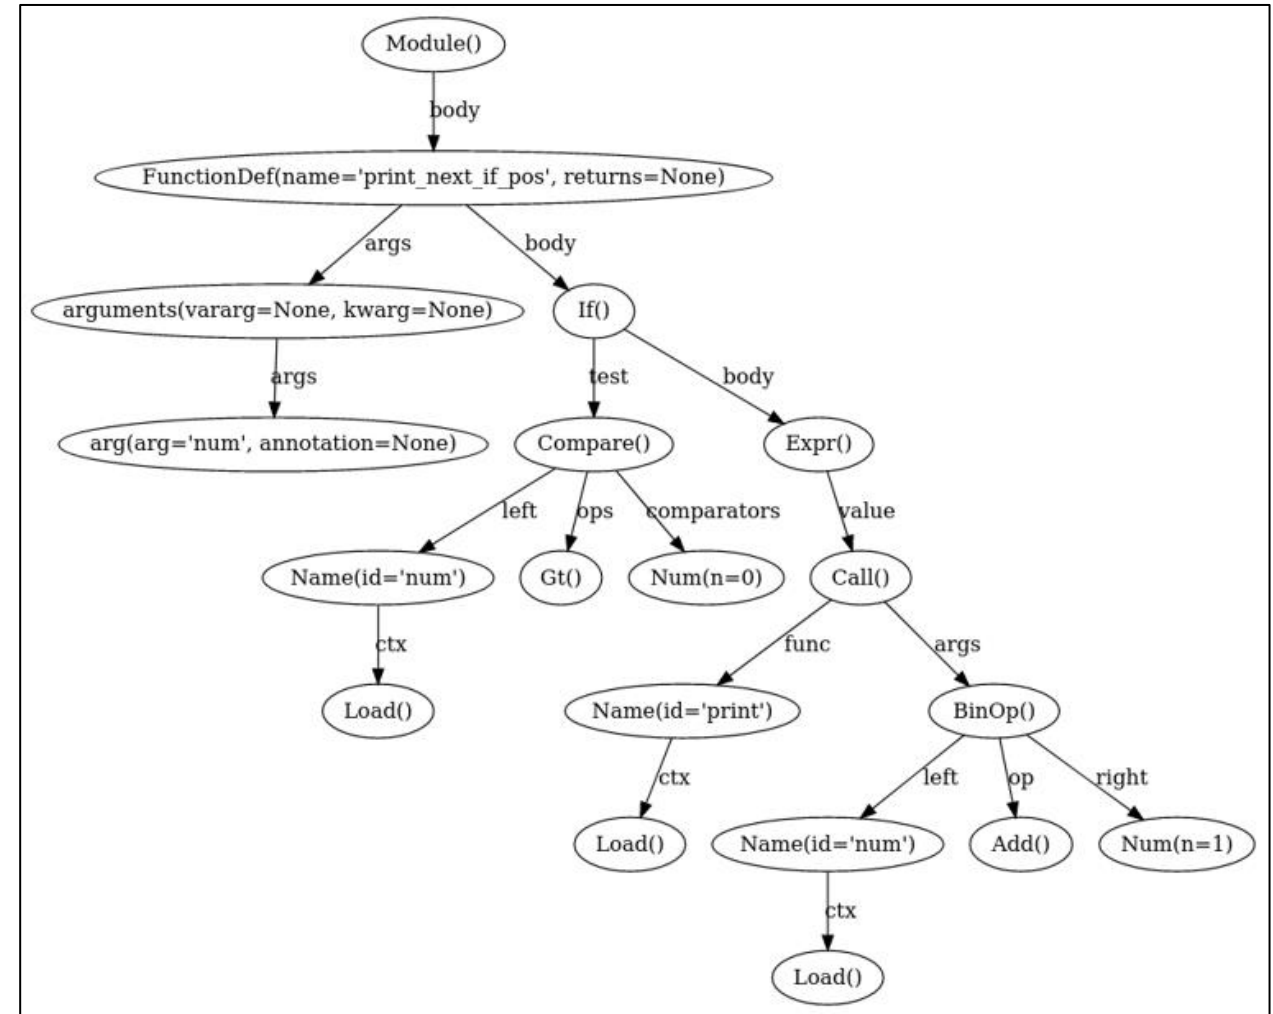 Module()
body
FunctionDef(name='print_next_if_pos', returns=None)
args
body
arguments(vararg=None, kwarg=None)
If()
args
test
body
arg(arg='num', annotation=None)
Compare()
Expr()
left
ops
comparators
value
Name(id='num')
Gt()
Num(n=0)
Call()
ctx
func
args
Load()
Name(id='print')
BinOp()
ctx
left
op
right
Load()
Name(id='num')
Add()
Num(n=1)
ctx
Load()